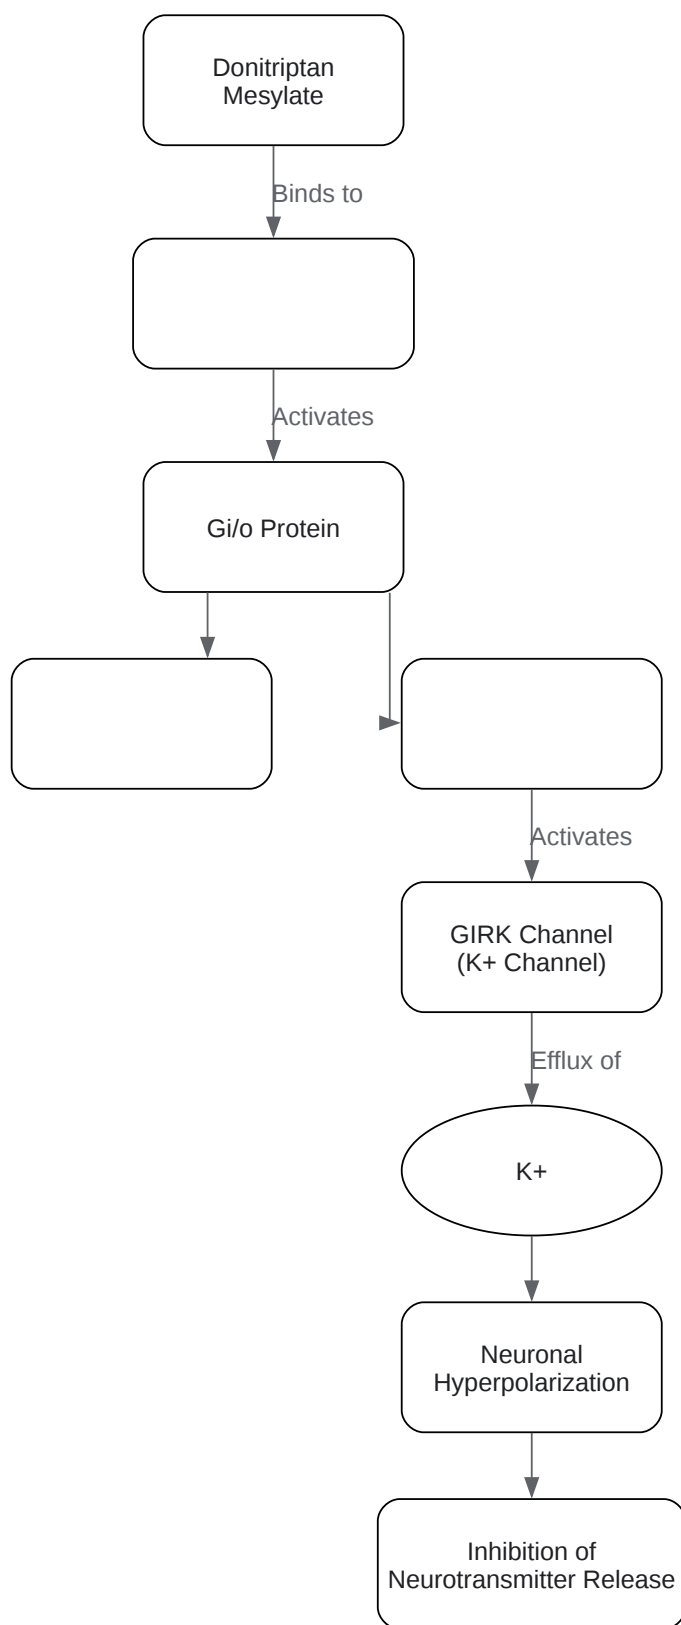 Donitriptan
Mesylate
Binds to
Activates
Gi/o Protein
Activates
GIRK Channel
(K+ Channel)
Efflux of
K+
Neuronal
Hyperpolarization
Inhibition of
Neurotransmitter Release